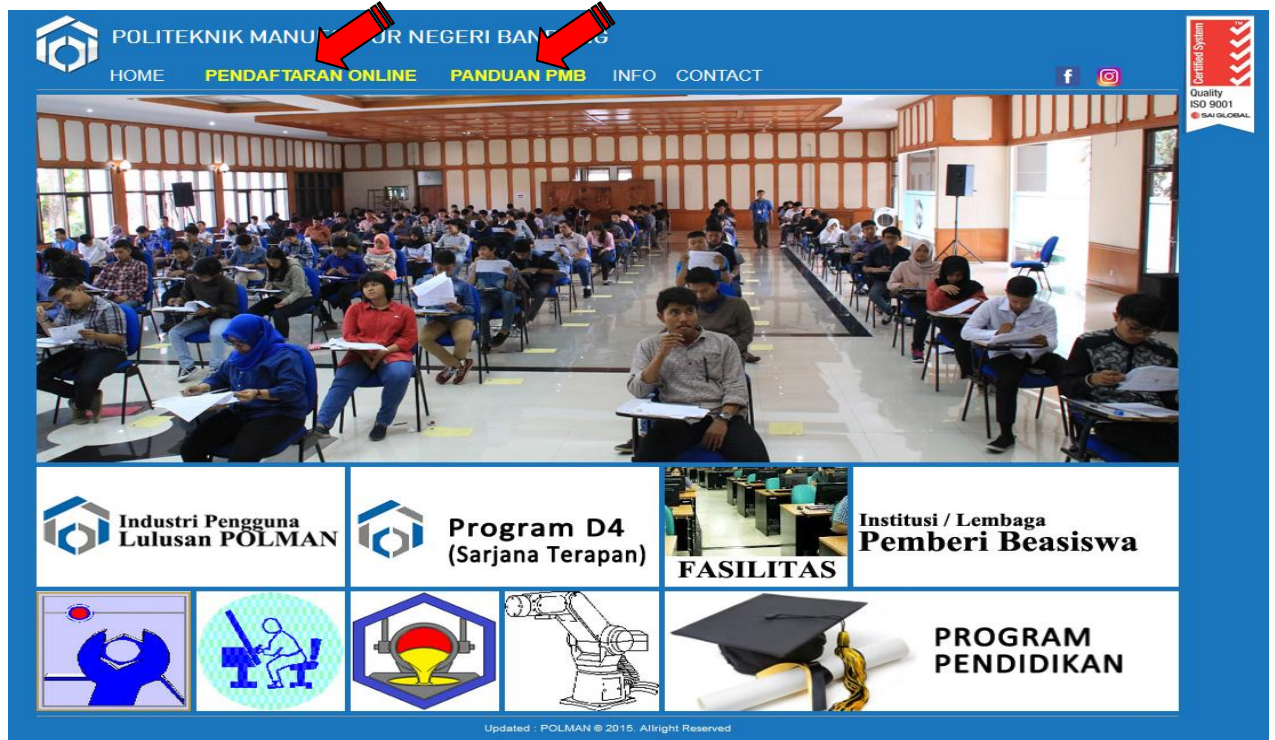 POLITEKNIK NEGERI
HOME PENDAFTARAN ONLINE PANDUAN PMB INFO CONTACT
f
Certified System
TM
Quality
ISO 9001
SAI GLOBAL
Industri Pengguna
Lulusan POLMAN
Program D4
(Sarjana Terapan)
FASILITAS
Institusi / Lembaga
Pemberi Beasiswa
PROGRAM
PENDIDIKAN
Updated : POLMAN @ 2015. Allright Reserved